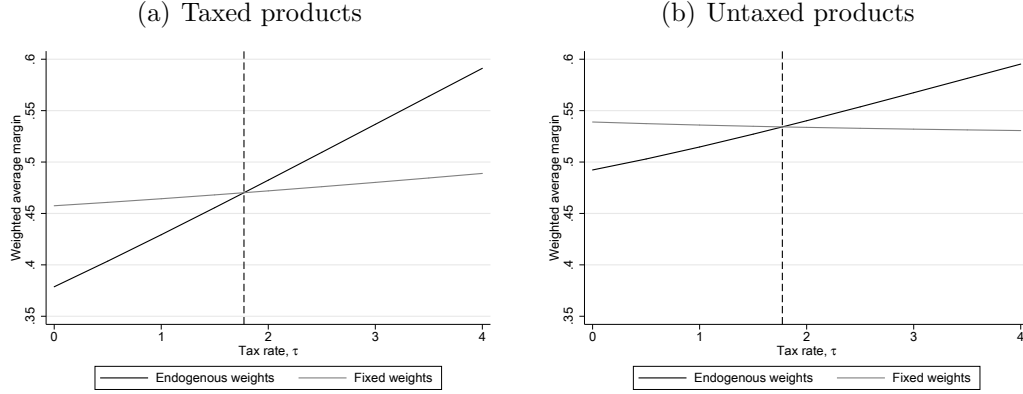 (a) Taxed products
Weighted average margin
.6
.55
.5
.45
.4
.35
0 1 2 3 4
Tax rate, τ
Endogenous weights Fixed weights
(b) Untaxed products
Weighted average margin
.6
.55
.5
.45
.4
.35
0 1 2 3 4
Tax rate, τ
Endogenous weights Fixed weights